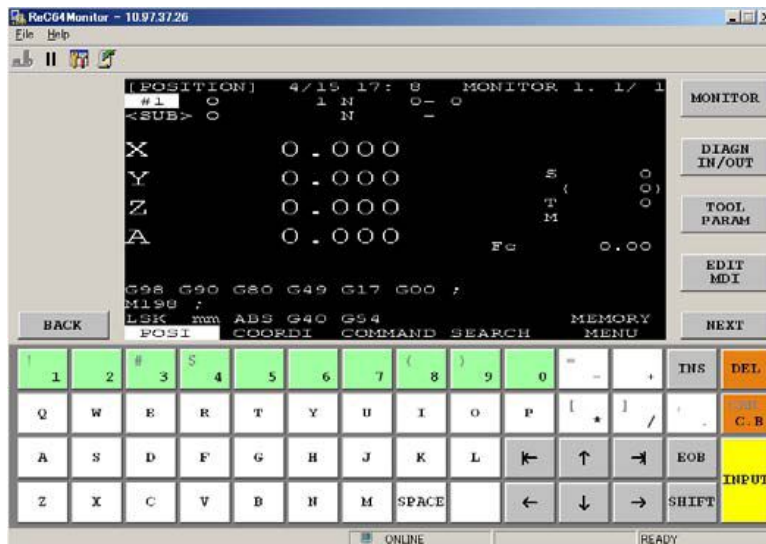 ReC64Monitor - 10.97.37.26
File Help
[POSITION] 4/15 17: 8 MONITOR 1. 1/ 1
#1 O 1 N 0- 0
<SUB> O N -
X 0.000
Y 0.000
S 0
( 0)
Z 0.000
T 0
M
A 0.000
Fc 0.00
G98 G90 G80 G49 G17 G00 ;
M198 ;
LSK mm ABS G40 G54 MEMORY
POSI COORDI COMMAND SEARCH MENU
MONITOR
DIAGN IN/OUT
TOOL PARAM
EDIT MDI
BACK
NEXT
! 1 2 # 3 $ 4 5 6 7 ( 8 ) 9 0 = - + INS DEL
Q W E R T Y U I O P [ * ] / . C.B
A S D F G H J K L EOB INPUT
Z X C V B N M SPACE SHIFT
ONLINE READY